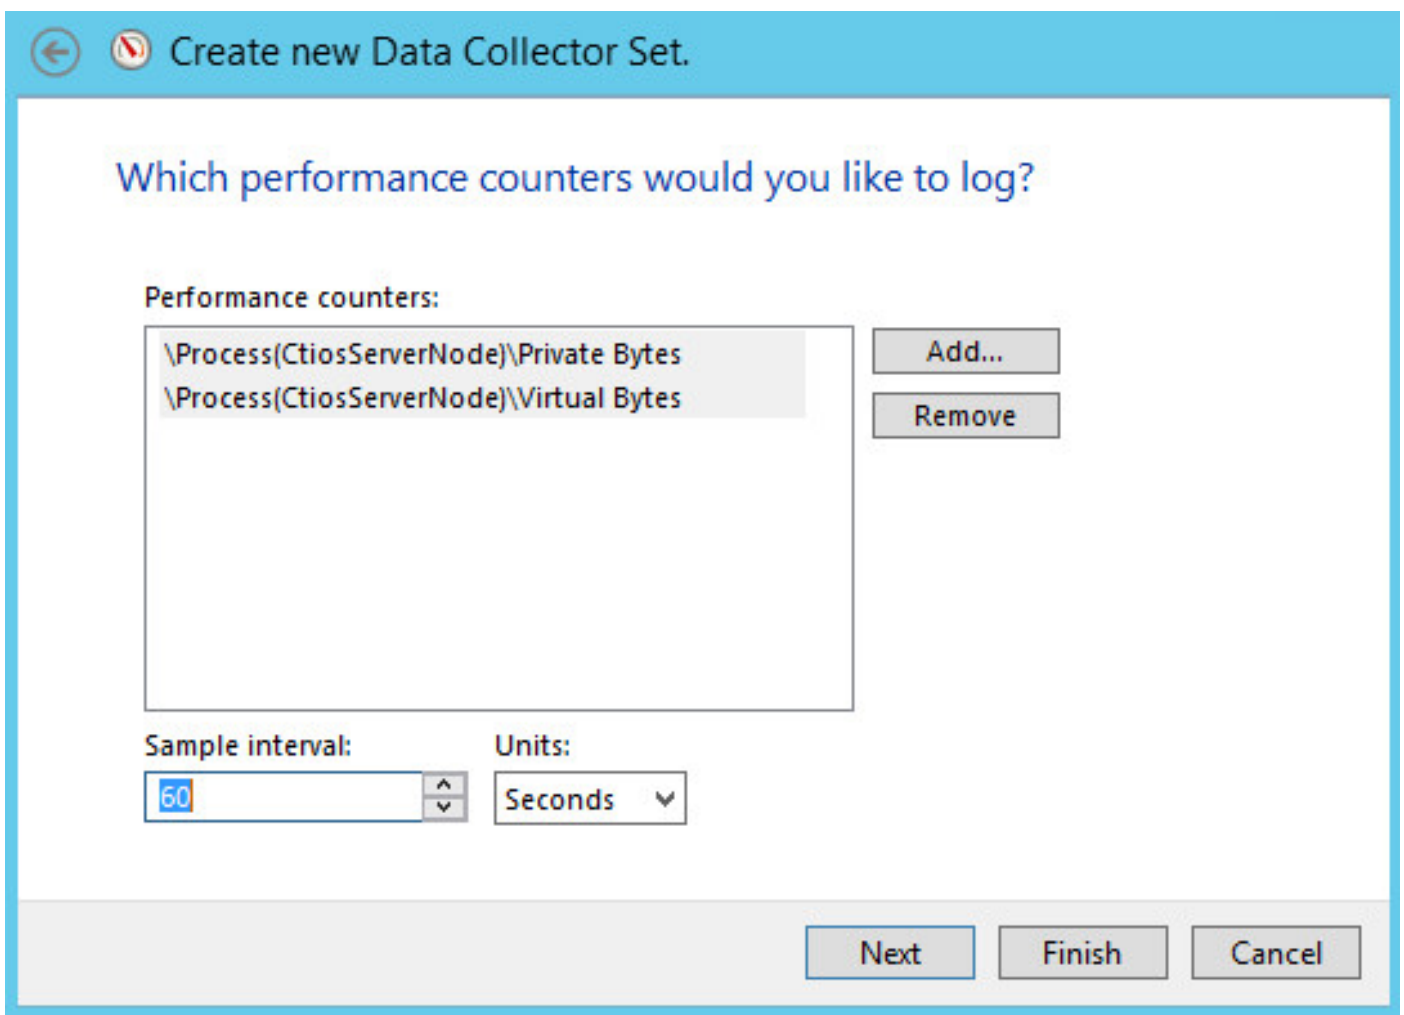 Create new Data Collector Set.
Which performance counters would you like to log?
Performance counters:
\Process(CtiosServerNode)\Private Bytes
\Process(CtiosServerNode)\Virtual Bytes
Add...
Remove
Sample interval:
Units:
60
Seconds
Next
Finish
Cancel